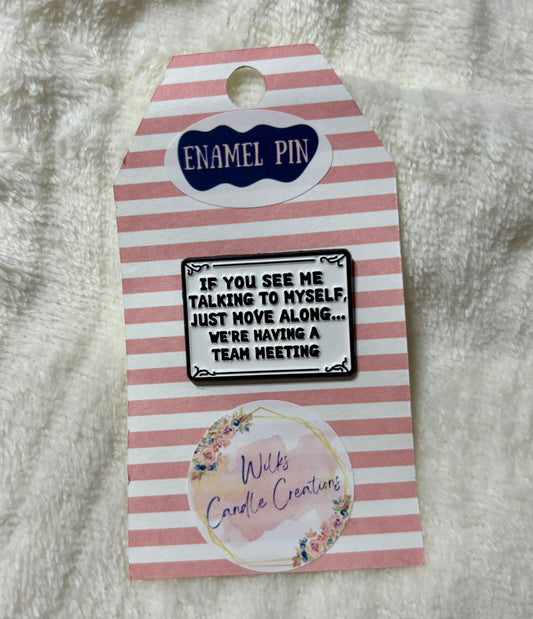 ENAMEL PIN
IF YOU SEE ME
TALKING TO MYSELF,
JUST MOVE ALONG...
WE'RE HAVING A
TEAM MEETING
Wilks
Candle Creations